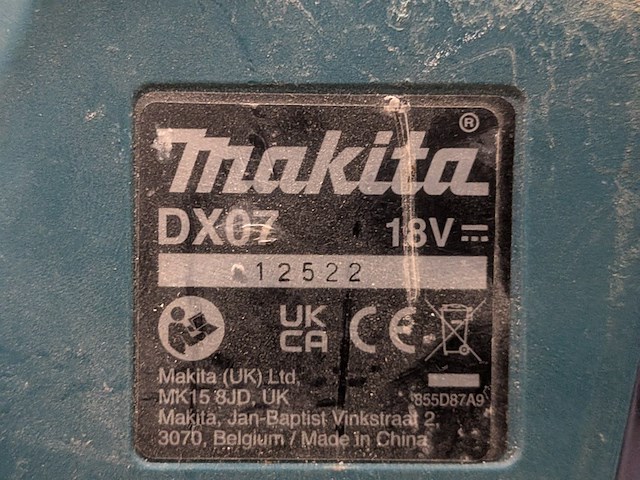 makita®
DX07 18V
12522
UK
CA CE
855D87A9
Makita (UK) Ltd,
MK15 8JD, UK
Makita, Jan-Baptist Vinkstraat 2,
3070, Belgium / Made in China